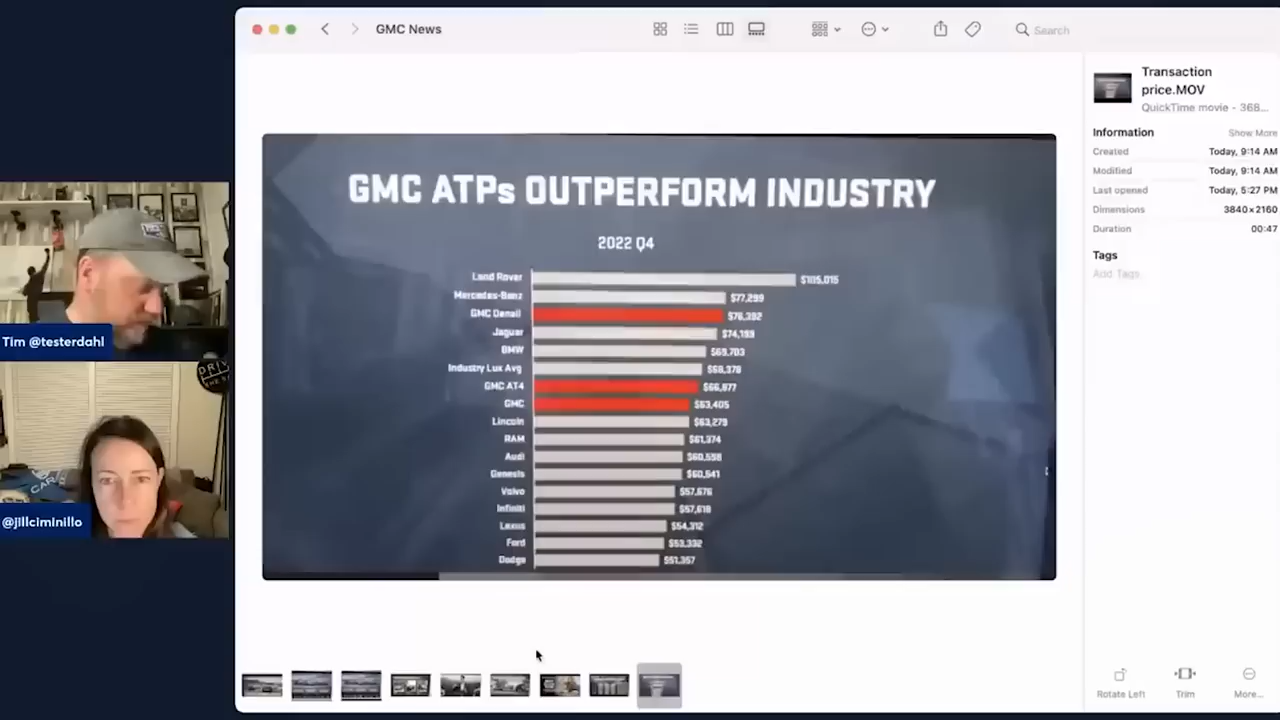 GMC News
Search
Transaction
price.MOV
QuickTime movie - 368...
Information
Show More
Created
Today, 9:14 AM
Modified
Today, 9:14 AM
Last opened
Today, 5:27 PM
Dimensions
3840×2160
Duration
00:47
Tags
Add Tags
GMC ATPs OUTPERFORM INDUSTRY
2022 Q4
Land Rover $105,015
Mercedes-Benz $77,299
GMC Denali $76,392
Jaguar $74,199
BMW $69,703
Industry Lux Avg $68,378
GMC AT4 $66,877
GMC $63,405
Lincoln $63,279
RAM $61,374
Audi $60,598
Genesis $60,541
Volvo $57,676
Infiniti $57,618
Lexus $54,312
Ford $53,332
Dodge $51,357
Tim @testerdahl
@jillciminillo
Rotate Left
Trim
More...